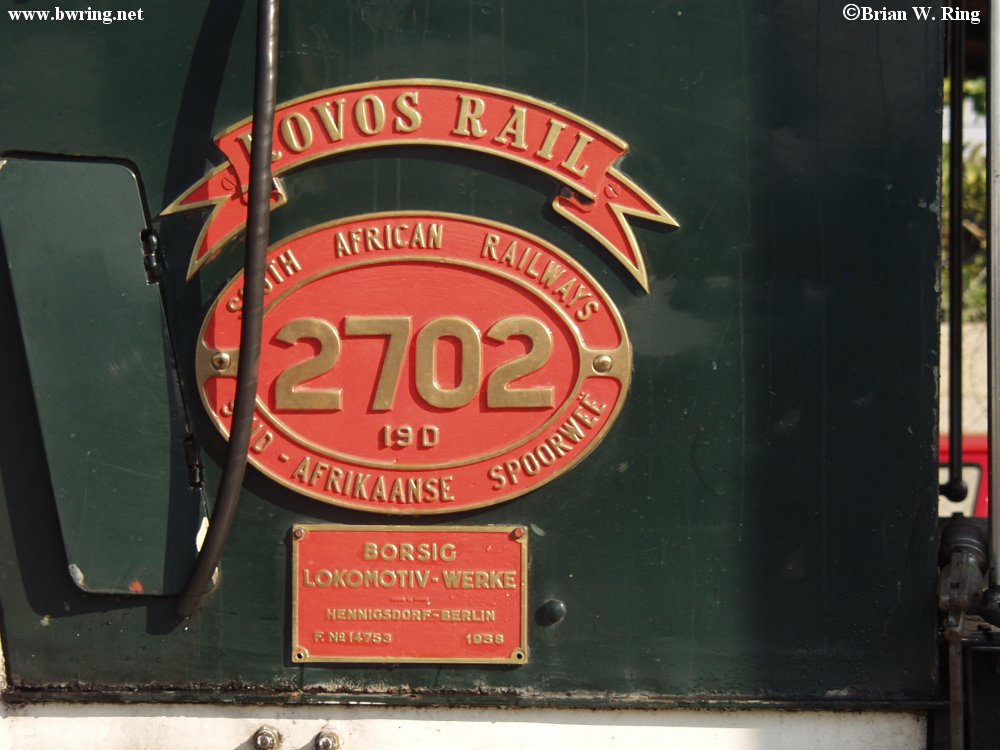 www.bwring.net
©Brian W. Ring
ROVOS RAIL
SOUTH AFRICAN RAILWAYS
2702
19D
SUID-AFRIKAANSE SPOORWEË
BORSIG
LOKOMOTIV-WERKE
HENNIGSDORF-BERLIN
F. No 14753 1938